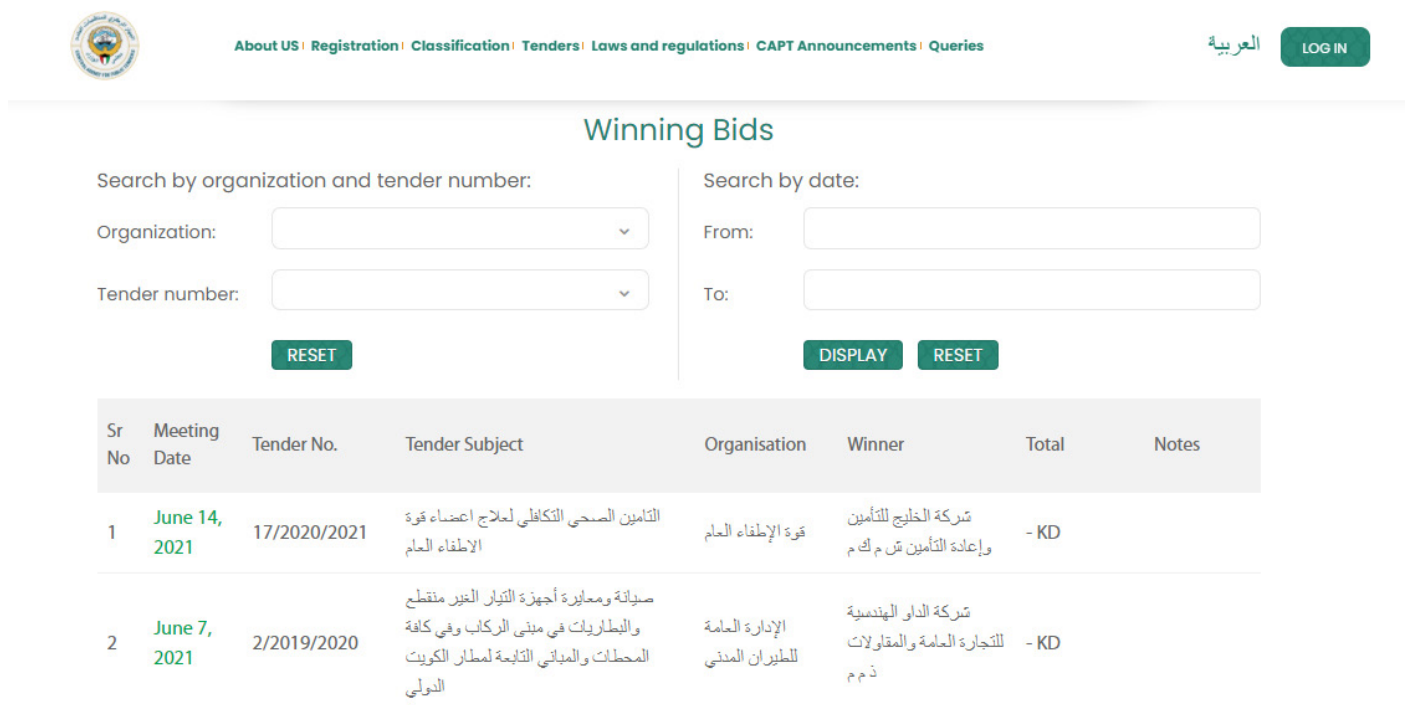 About US | Registration | Classification | Tenders | Laws and regulations | CAPT Announcements | Queries
العربية
LOG IN
Winning Bids
Search by organization and tender number:
Search by date:
Organization:
From:
Tender number:
To:
RESET
DISPLAY RESET
Sr No
Meeting Date
Tender No.
Tender Subject
Organisation
Winner
Total
Notes
1
June 14,
2021
17/2020/2021
التامين الصحى التكافلي لعلاج اعضاء قوة
الاطفاء العام
قوة الإطفاء العام
شركة الخليج للتأمين
وإعادة التأمين ش م ك م
- KD
2
June 7,
2021
2/2019/2020
صيانة ومعايرة أجهزة التيار الغير منقطع
والبطاريات في مبنى الركاب وفي كافة
المحطات والمباني التابعة لمطار الكويت
الدولي
الإدارة العامة
للطيران المدني
شركة الداو الهندسية
للتجارة العامة والمقاولات
ذ م م
- KD